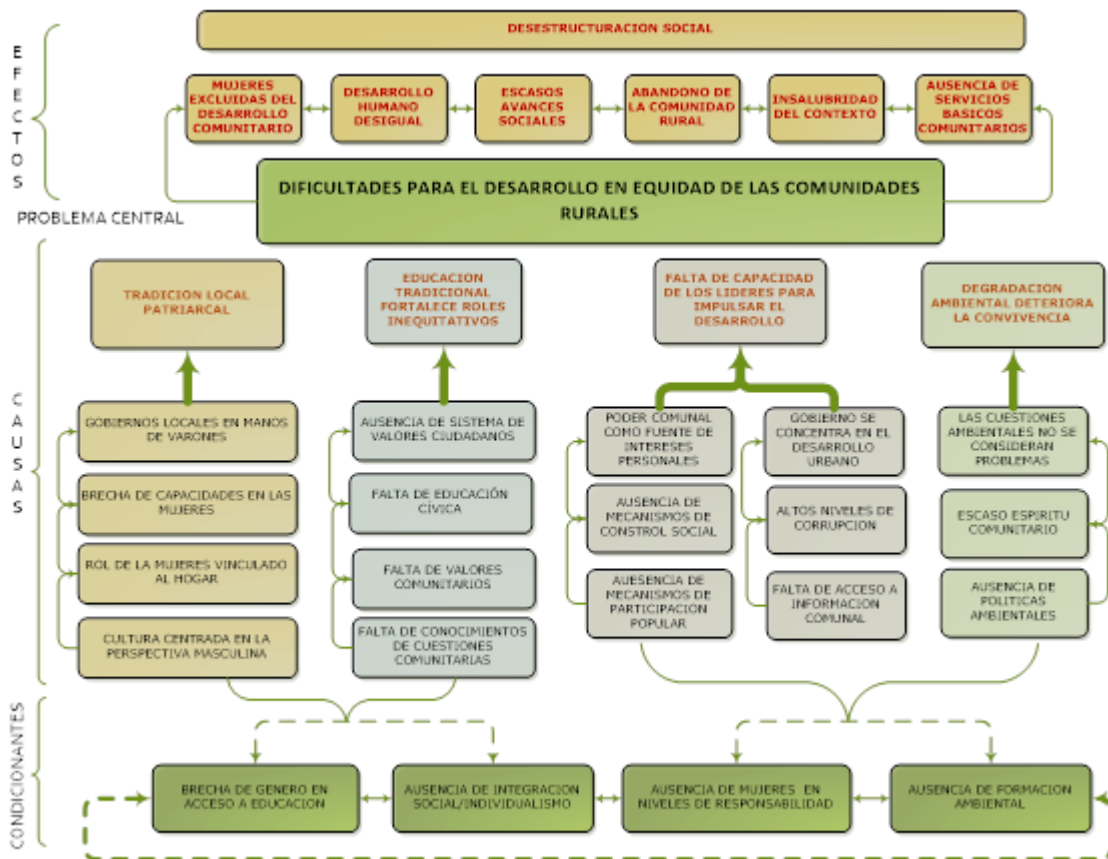 EFECTOS
DESESTRUCTURACION SOCIAL
MUJERES
EXCLUIDAS DEL
DESARROLLO
COMUNITARIO
DESARROLLO
HUMANO
DESIGUAL
ESCASOS
AVANCES
SOCIALES
ABANDONO DE
LA COMUNIDAD
RURAL
INSALUBRIDAD
DEL CONTEXTO
AUSENCIA DE
SERVICIOS
BASICOS
COMUNITARIOS
DIFICULTADES PARA EL DESARROLLO EN EQUIDAD DE LAS COMUNIDADES
RURALES
PROBLEMA CENTRAL
CAUSAS
TRADICION LOCAL
PATRIARCAL
EDUCACION
TRADICIONAL
FORTALECE ROLES
INEQUITATIVOS
FALTA DE CAPACIDAD
DE LOS LIDERES PARA
IMPULSAR EL
DESARROLLO
DEGRADACION
AMBIENTAL DETERIORA
LA CONVIVENCIA
GOBIERNOS LOCALES EN MANOS
DE VARONES
BRECHA DE CAPACIDADES EN LAS
MUJERES
ROL DE LA MUJERES VINCULADO
AL HOGAR
CULTURA CENTRADA EN LA
PERSPECTIVA MASCULINA
AUSENCIA DE SISTEMA DE
VALORES CIUDADANOS
FALTA DE EDUCACIÓN
CÍVICA
FALTA DE VALORES
COMUNITARIOS
FALTA DE CONOCIMIENTOS
DE CUESTIONES
COMUNITARIAS
PODER COMUNAL
COMO FUENTE DE
INTERESES
PERSONALES
AUSENCIA DE
MECANISMOS DE
CONSTROL SOCIAL
AUESENCIA DE
MECANISMOS DE
PARTICIPACION
POPULAR
GOBIERNO SE
CONCENTRA EN EL
DESARROLLO
URBANO
ALTOS NIVELES DE
CORRUPCION
FALTA DE ACCESO A
INFORMACION
COMUNAL
LAS CUESTIONES
AMBIENTALES NO SE
CONSIDERAN
PROBLEMAS
ESCASO ESPIRITU
COMUNITARIO
AUSENCIA DE
POLITICAS
AMBIENTALES
CONDICIONANTES
BRECHA DE GENERO EN
ACCESO A EDUCACION
AUSENCIA DE INTEGRACION
SOCIAL/INDIVIDUALISMO
AUSENCIA DE MUJERES EN
NIVELES DE RESPONSABILIDAD
AUSENCIA DE FORMACION
AMBIENTAL